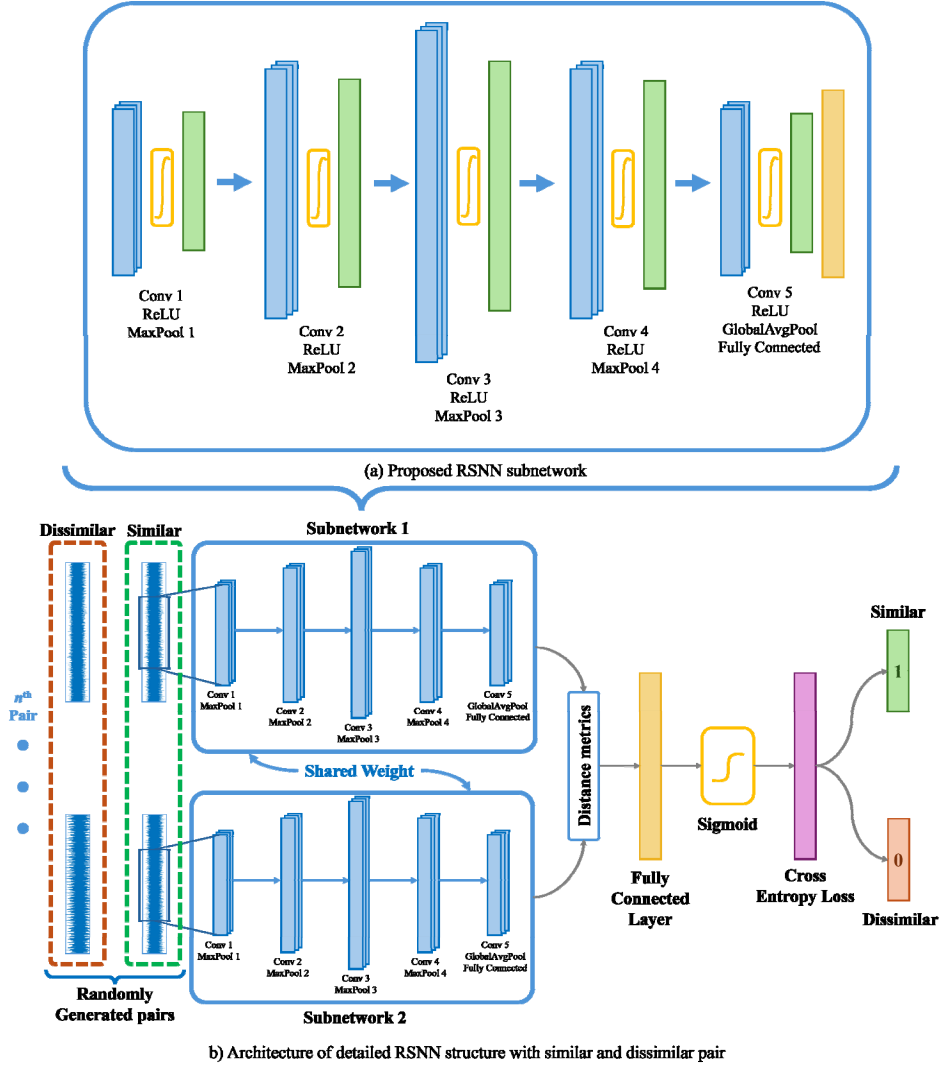 Conv 1
ReLU
MaxPool 1
Conv 2
ReLU
MaxPool 2
Conv 3
ReLU
MaxPool 3
Conv 4
ReLU
MaxPool 4
Conv 5
ReLU
GlobalAvgPool
Fully Connected
(a) Proposed RSNN subnetwork
Dissimilar
Similar
Subnetwork 1
nth
Pair
Conv 1
MaxPool 1
Conv 2
MaxPool 2
Conv 3
MaxPool 3
Conv 4
MaxPool 4
Conv 5
GlobalAvgPool
Fully Connected
Shared Weight
Conv 1
MaxPool 1
Conv 2
MaxPool 2
Conv 3
MaxPool 3
Conv 4
MaxPool 4
Conv 5
GlobalAvgPool
Fully Connected
Subnetwork 2
Randomly
Generated pairs
Distance metrics
Fully
Connected
Layer
Sigmoid
Cross
Entropy Loss
Similar
1
0
Dissimilar
b) Architecture of detailed RSNN structure with similar and dissimilar pair